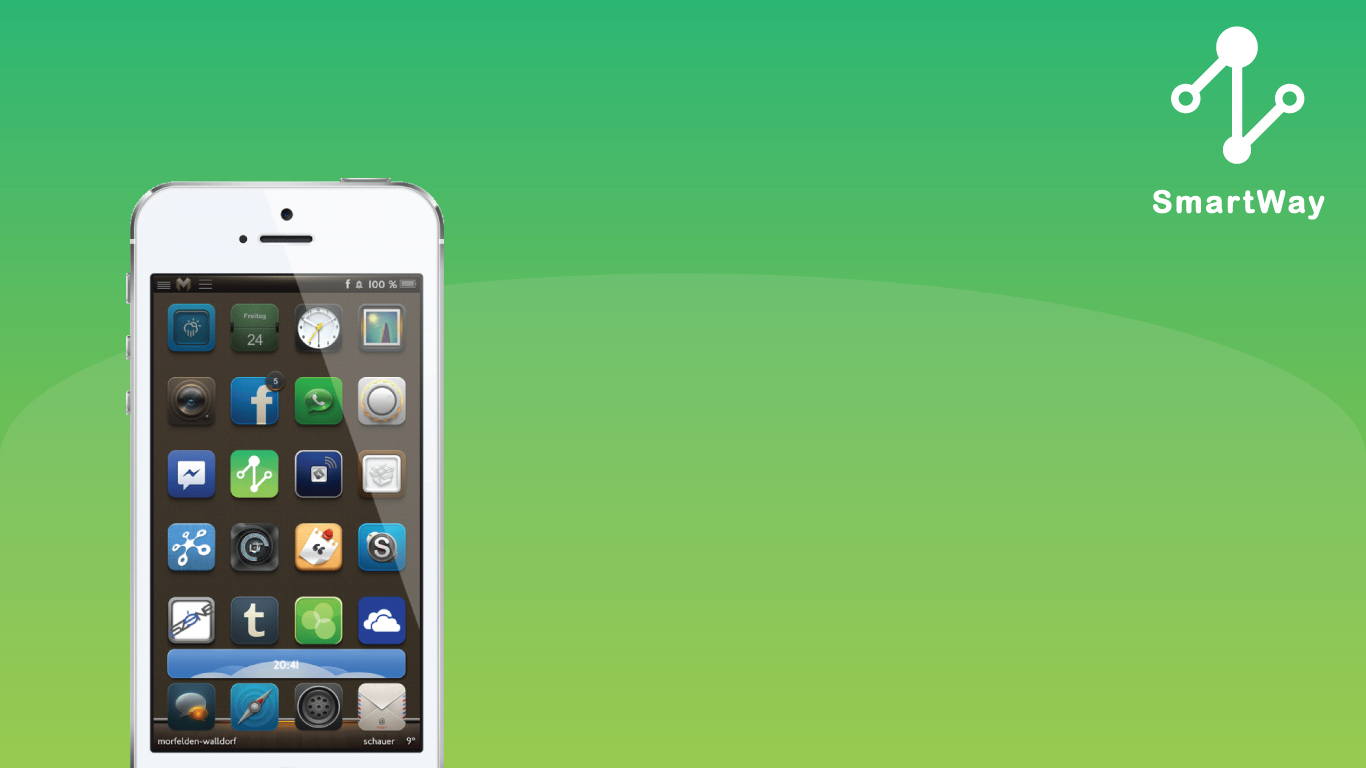 SmartWay
100 %
Freitag
24
5
20:41
morfelden-walldorf schauer 9°